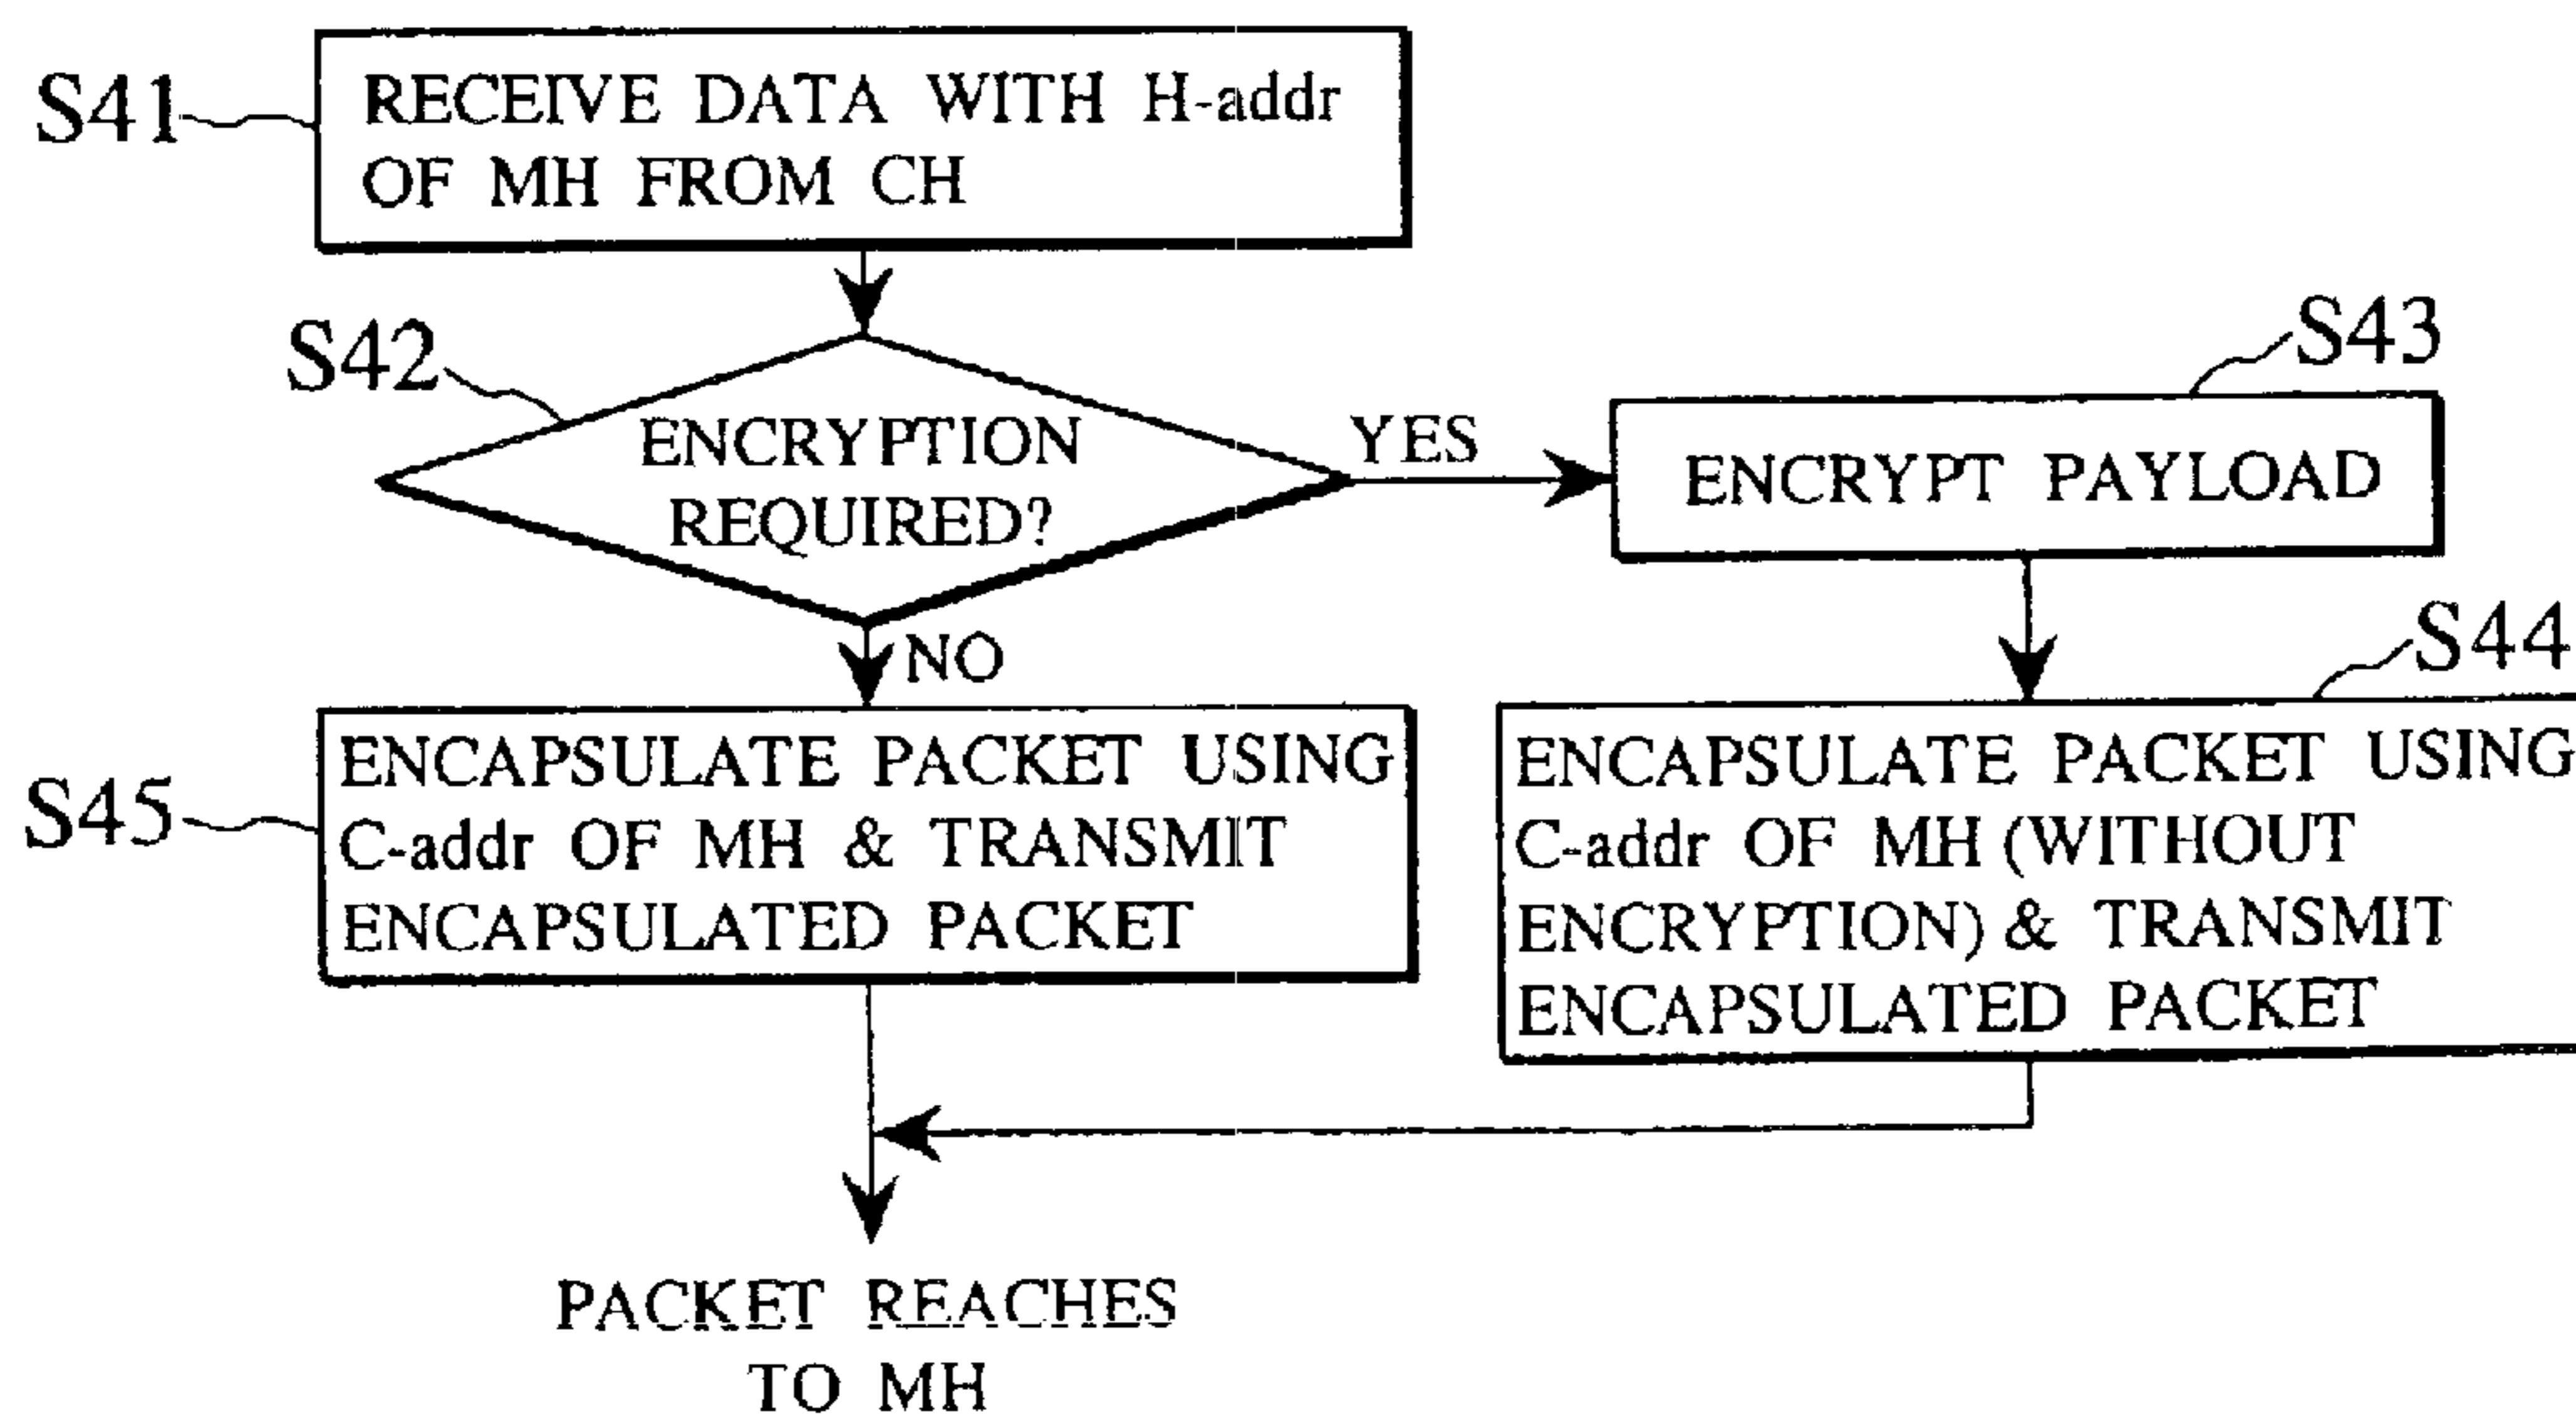 S41
RECEIVE DATA WITH H-addr
OF MH FROM CH
S42
ENCRYPTION
REQUIRED?
YES
S43
ENCRYPT PAYLOAD
NO
S44
ENCAPSULATE PACKET USING
C-addr OF MH (WITHOUT
ENCRYPTION) & TRANSMIT
ENCAPSULATED PACKET
S45
ENCAPSULATE PACKET USING
C-addr OF MH & TRANSMIT
ENCAPSULATED PACKET
PACKET REACHES
TO MH